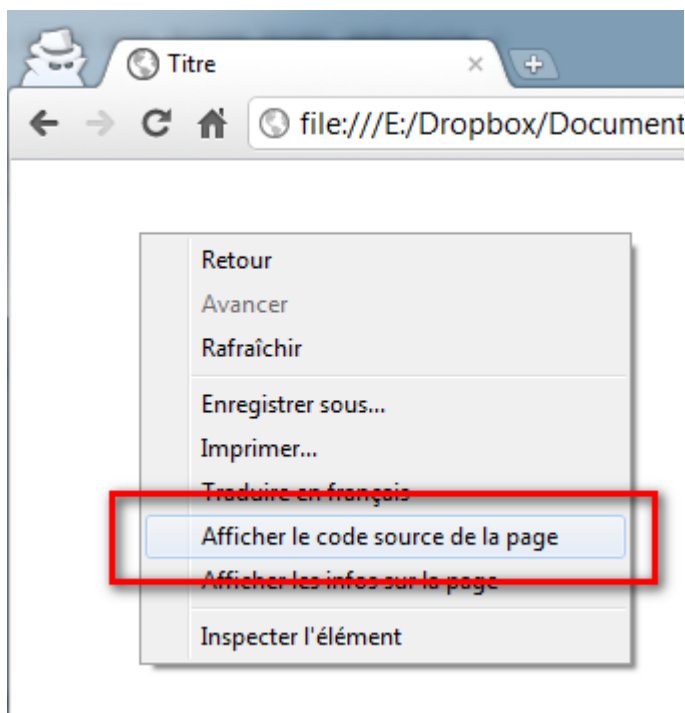 Titre
file:///E:/Dropbox/Document
Retour
Avancer
Rafraîchir
Enregistrer sous...
Imprimer...
Traduire en français
Afficher le code source de la page
Afficher les infos sur la page
Inspecter l'élément